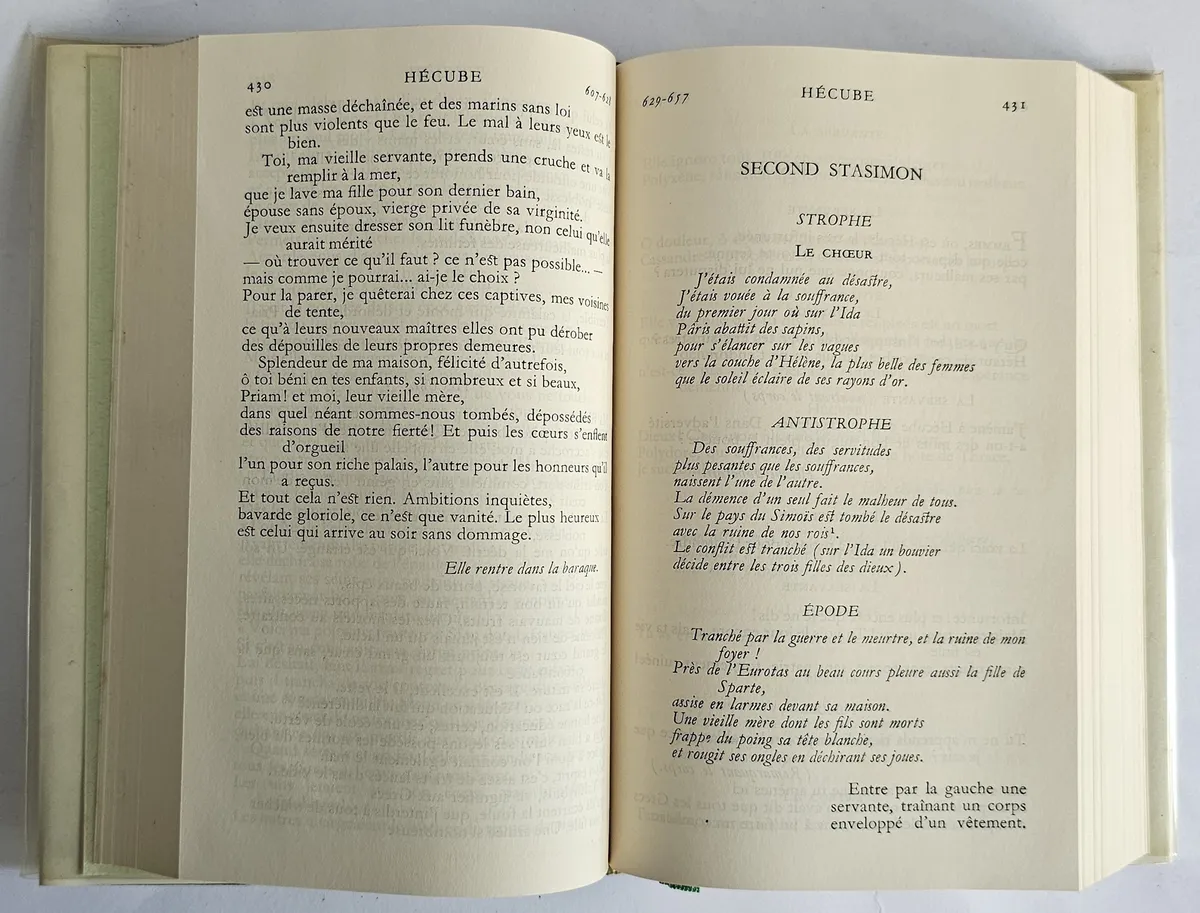 430
HÉCUBE
607-6
est une masse déchaînée, et des marins sans loi
sont plus violents que le feu. Le mal à leurs yeux est le
bien.
Toi, ma vieille servante, prends une cruche et va la
remplir à la mer,
que je lave ma fille pour son dernier bain,
épouse sans époux, vierge privée de sa virginité.
Je veux ensuite dresser son lit funèbre, non celui qu'elle
aurait mérité
— où trouver ce qu'il faut ? ce n'est pas possible... —
mais comme je pourrai... ai-je le choix ?
Pour la parer, je quêterai chez ces captives, mes voisines
de tente,
ce qu'à leurs nouveaux maîtres elles ont pu dérober
des dépouilles de leurs propres demeures.
Splendeur de ma maison, félicité d'autrefois,
ô toi béni en tes enfants, si nombreux et si beaux,
Priam ! et moi, leur vieille mère,
dans quel néant sommes-nous tombés, dépossédés
des raisons de notre fierté ! Et puis les cœurs s'enflent
d'orgueil
l'un pour son riche palais, l'autre pour les honneurs qu'il
a reçus.
Et tout cela n'est rien. Ambitions inquiètes,
bavarde gloriole, ce n'est que vanité. Le plus heureux
est celui qui arrive au soir sans dommage.
Elle rentre dans la baraque.
629-657
HÉCUBE
431
SECOND STASIMON
STROPHE
LE CHŒUR
J'étais condamnée au désastre,
J'étais vouée à la souffrance,
du premier jour où sur l'Ida
Pâris abattit des sapins,
pour s'élancer sur les vagues
vers la couche d'Hélène, la plus belle des femmes
que le soleil éclaire de ses rayons d'or.
ANTISTROPHE
Des souffrances, des servitudes
plus pesantes que les souffrances,
naissent l'une de l'autre.
La démence d'un seul fait le malheur de tous.
Sur le pays du Simoïs est tombé le désastre
avec la ruine de nos rois¹.
Le conflit est tranché (sur l'Ida un bouvier
décide entre les trois filles des dieux).
ÉPODE
Tranché par la guerre et le meurtre, et la ruine de mon
foyer !
Près de l'Eurotas au beau cours pleure aussi la fille de
Sparte,
assise en larmes devant sa maison.
Une vieille mère dont les fils sont morts
frappe du poing sa tête blanche,
et rougit ses ongles en déchirant ses joues.
Entre par la gauche une
servante, traînant un corps
enveloppé d'un vêtement.